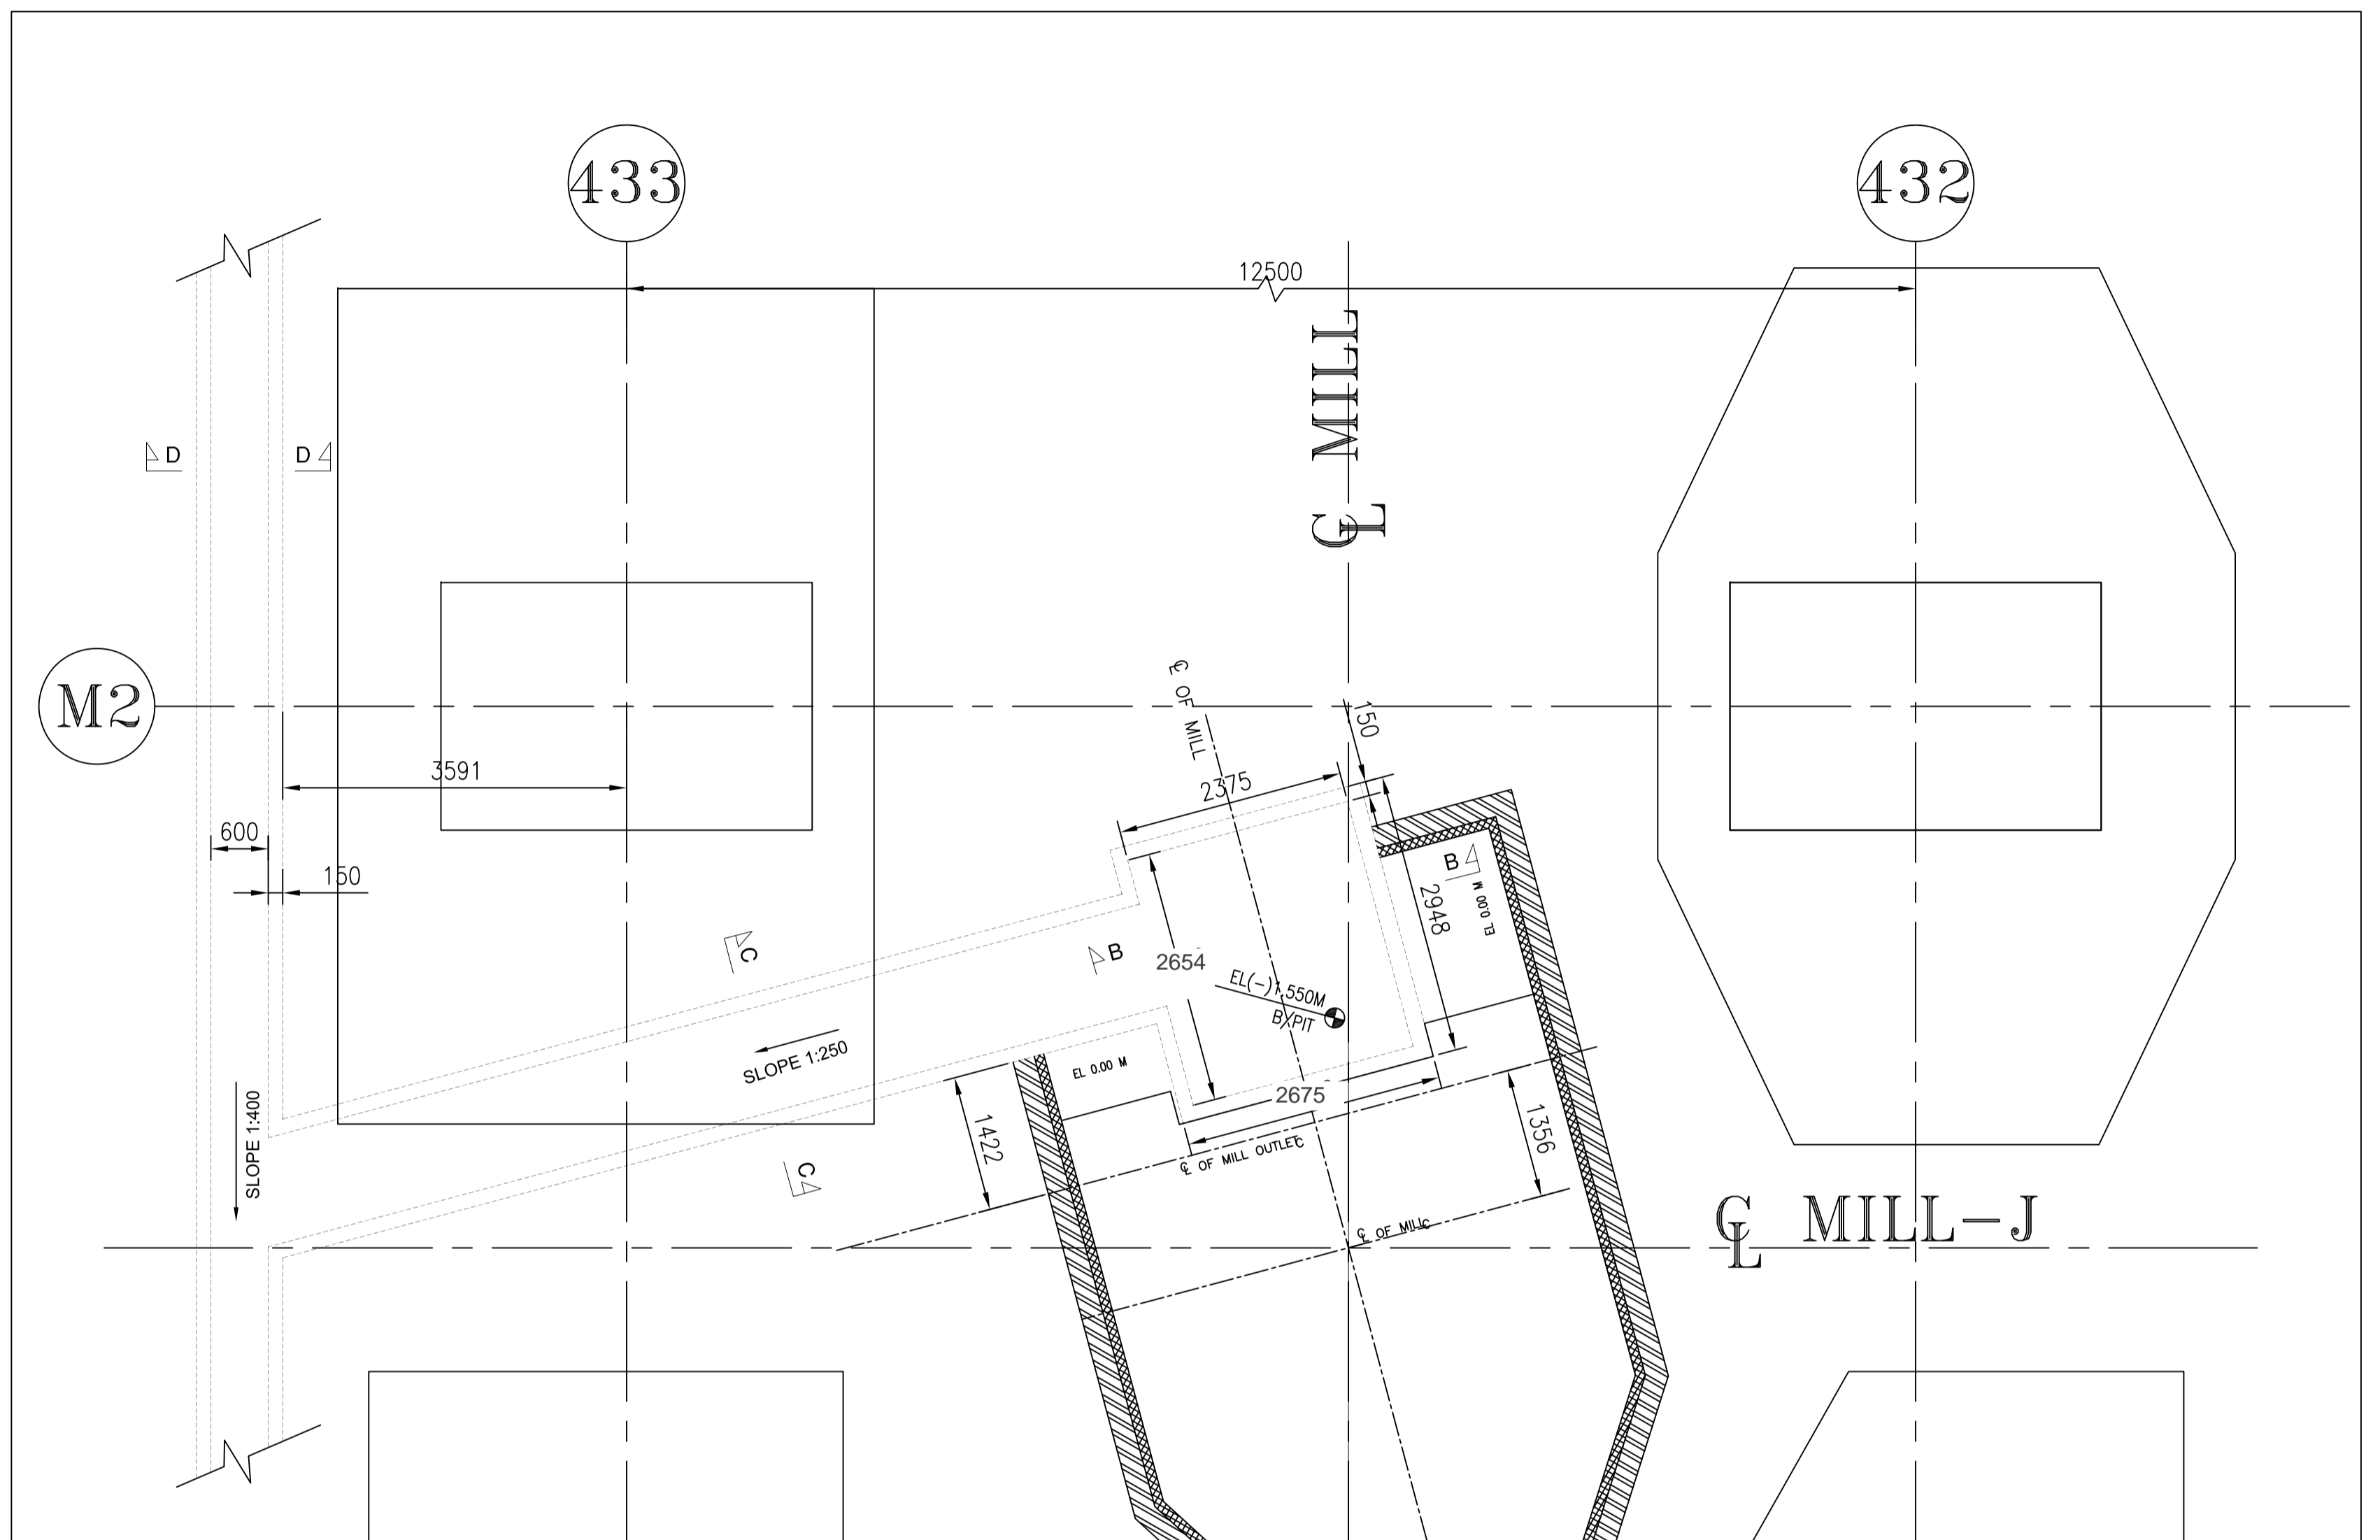 433
432
12500
℄ MILL
D
D
M2
℄ OF MILL
150
3591
2375
600
150
B
EL 0.00 M
2948
C
B
2654
EL(-)1.550M
B/PIT
SLOPE 1:250
EL 0.00 M
2675
SLOPE 1:400
1422
1356
℄ OF MILL OUTLET
C
C
℄ MILL-J
℄ OF MILL
C